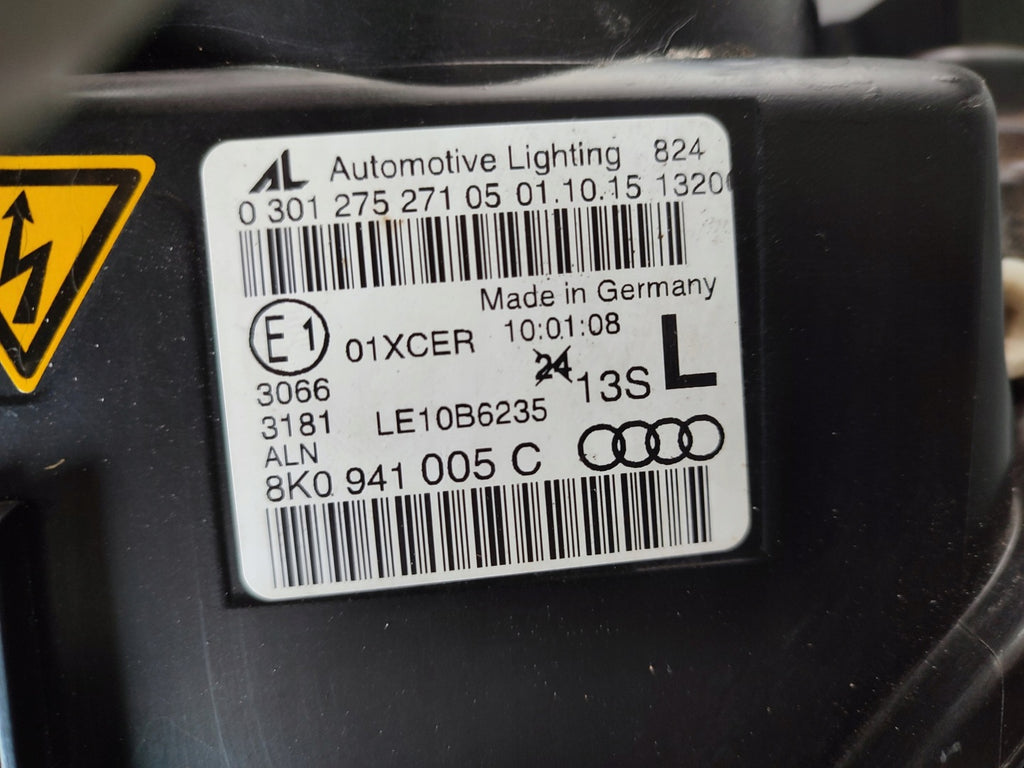 AL Automotive Lighting 824
0 301 275 271 05 01.10.15 1320
Made in Germany
E1 01XCER 10:01:08
24 13S L
3066
3181 LE10B6235
ALN
8K0 941 005 C